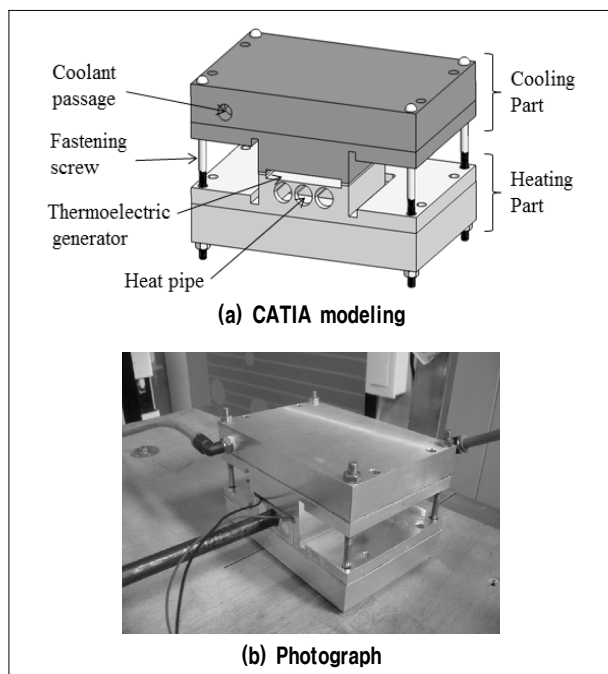 Coolant
passage
Fastening
screw
Thermoelectric
generator
Heat pipe
Cooling
Part
Heating
Part
(a) CATIA modeling
(b) Photograph